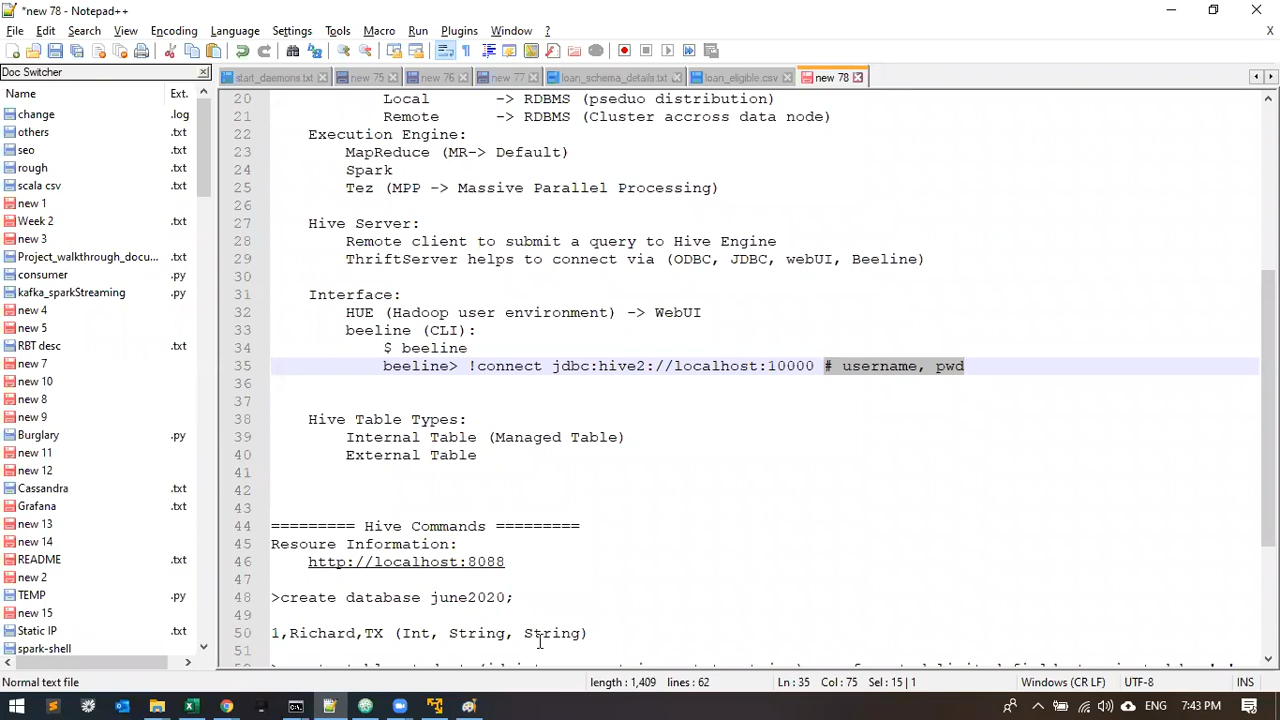 *new 78 - Notepad++
File Edit Search View Encoding Language Settings Tools Macro Run Plugins Window ? X
Doc Switcher
start_daemons.txt new 75 new 76 new 77 loan_schema_details.txt loan_eligible.csv new 78
Name Ext.
change .log
others .txt
seo .txt
rough .txt
scala csv .txt
new 1
Week 2 .txt
new 3
Project_walkthrough_docu... .txt
consumer .py
kafka_sparkStreaming .py
new 4
new 5
RBT desc .txt
new 7
new 10
new 8
new 9
Burglary .py
new 11
new 12
Cassandra .txt
Grafana .txt
new 13
new 14
README .txt
new 2
TEMP .py
new 15
Static IP .txt
spark-shell .txt
20 Local -> RDBMS (pseduo distribution)
21 Remote -> RDBMS (Cluster accross data node)
22 Execution Engine:
23 MapReduce (MR-> Default)
24 Spark
25 Tez (MPP -> Massive Parallel Processing)
26
27 Hive Server:
28 Remote client to submit a query to Hive Engine
29 ThriftServer helps to connect via (ODBC, JDBC, webUI, Beeline)
30
31 Interface:
32 HUE (Hadoop user environment) -> WebUI
33 beeline (CLI):
34 $ beeline
35 beeline> !connect jdbc:hive2://localhost:10000 # username, pwd
36
37
38 Hive Table Types:
39 Internal Table (Managed Table)
40 External Table
41
42
43
44 ========= Hive Commands =========
45 Resoure Information:
46 http://localhost:8088
47
48 >create database june2020;
49
50 1,Richard,TX (Int, String, String)
51
Normal text file length : 1,409 lines : 62 Ln : 35 Col : 75 Sel : 15 | 1 Windows (CR LF) UTF-8 INS
ENG 7:43 PM